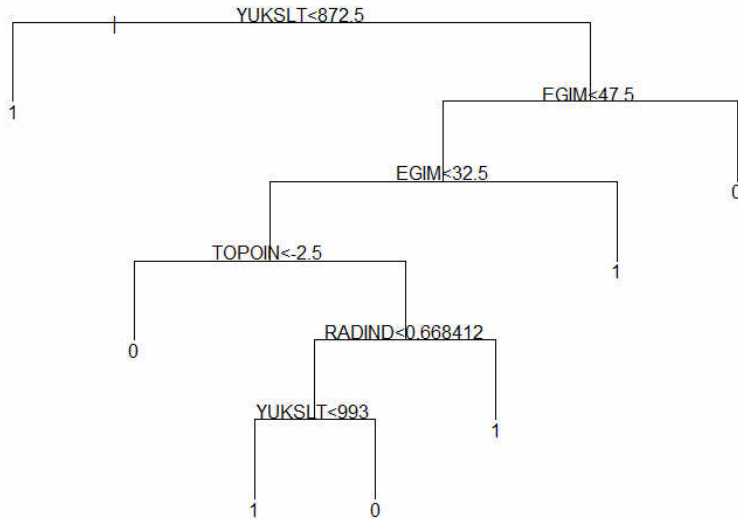 YUKSLT<872.5
1
EGIM<47.5
EGIM<32.5
0
TOPOIN<-2.5
1
RADIND<0.668412
0
YUKSLT<993
1
1
0